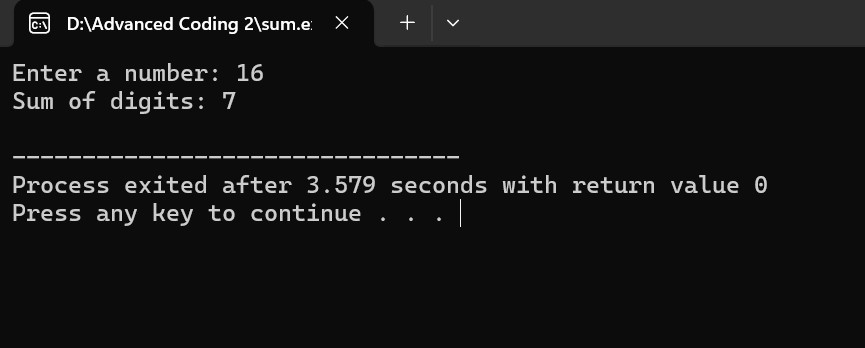 D:\Advanced Coding 2\sum.e
Enter a number: 16
Sum of digits: 7
--------------------------------
Process exited after 3.579 seconds with return value 0
Press any key to continue . . .